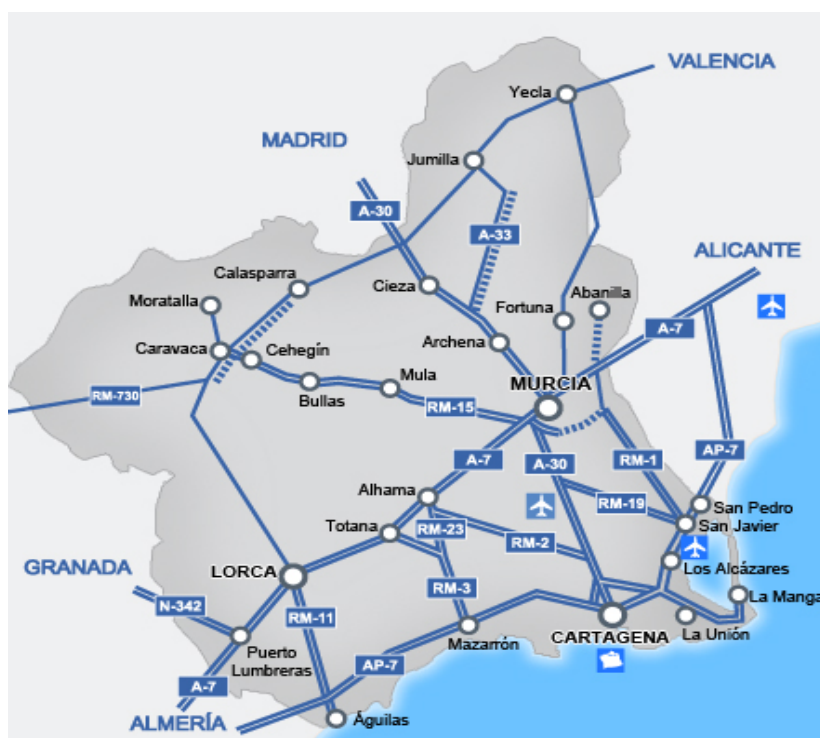 VALENCIA
Yecla
MADRID
Jumilla
A-30
A-33
ALICANTE
Calasparra
Cieza
Moratalla
Fortuna
Abanilla
A-7
Archena
Caravaca
Cehegín
Mula
MURCIA
RM-730
Bullas
RM-15
A-7
A-30
RM-1
AP-7
Alhama
RM-19
San Pedro
Totana
RM-23
San Javier
RM-2
GRANADA
LORCA
Los Alcázares
RM-3
N-342
RM-11
La Manga
Mazarrón
CARTAGENA
La Unión
Puerto
Lumbreras
AP-7
A-7
ALMERÍA
Águilas